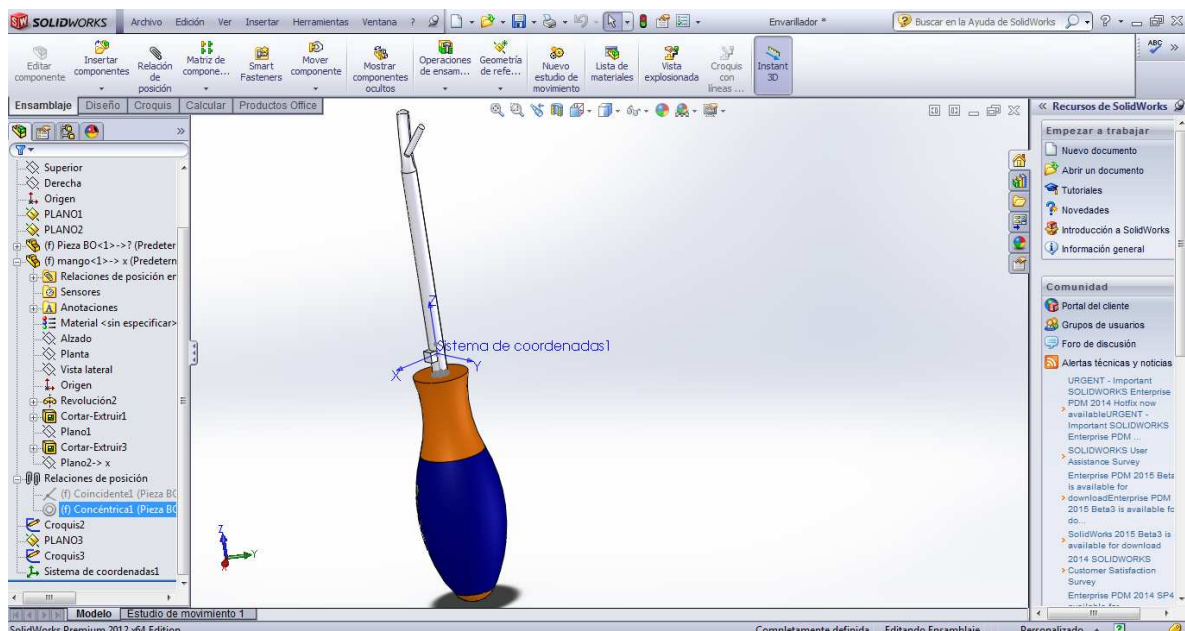 SOLIDWORKS Archivo Edición Ver Insertar Herramientas Ventana ? Envarillador * Buscar en la Ayuda de SolidWorks
Editar componente
Insertar componentes
Relación de posición
Matriz de compone...
Smart Fasteners
Mover componente
Mostrar componentes ocultos
Operaciones de ensam...
Geometría de refe...
Nuevo estudio de movimiento
Lista de materiales
Vista explosionada
Croquis con líneas ...
Instant 3D
ABC
Ensamblaje Diseño Croquis Calcular Productos Office
Superior
Derecha
Origen
PLANO1
PLANO2
(f) Pieza BO<1>->? (Predeter
(f) mango<1>-> x (Predetern
Relaciones de posición er
Sensores
Anotaciones
Material <sin especificar>
Alzado
Planta
Vista lateral
Origen
Revolución2
Cortar-Extruir1
Plano1
Cortar-Extruir3
Plano2-> x
Relaciones de posición
(f) Coincidente1 (Pieza BO
(f) Concéntrica1 (Pieza BO
Croquis2
PLANO3
Croquis3
Sistema de coordenadas1
Z
Sistema de coordenadas1
X Y
Z
Y
X
Recursos de SolidWorks
Empezar a trabajar
Nuevo documento
Abrir un documento
Tutoriales
Novedades
Introducción a SolidWorks
Información general
Comunidad
Portal del cliente
Grupos de usuarios
Foro de discusión
Alertas técnicas y noticias
URGENT - Important
SOLIDWORKS Enterprise
PDM 2014 Hotfix now
availableURGENT -
Important SOLIDWORKS
Enterprise PDM ...
SOLIDWORKS User
Assistance Survey
Enterprise PDM 2015 Beta
is available for
downloadEnterprise PDM
2015 Beta3 is available fo
do...
SolidWorks 2015 Beta3 is
available for download
2014 SOLIDWORKS
Customer Satisfaction
Survey
Enterprise PDM 2014 SP4
Modelo Estudio de movimiento 1
SolidWorks Premium 2012 x64 Edition Completamente definida Editando Ensamblaje Personalizado